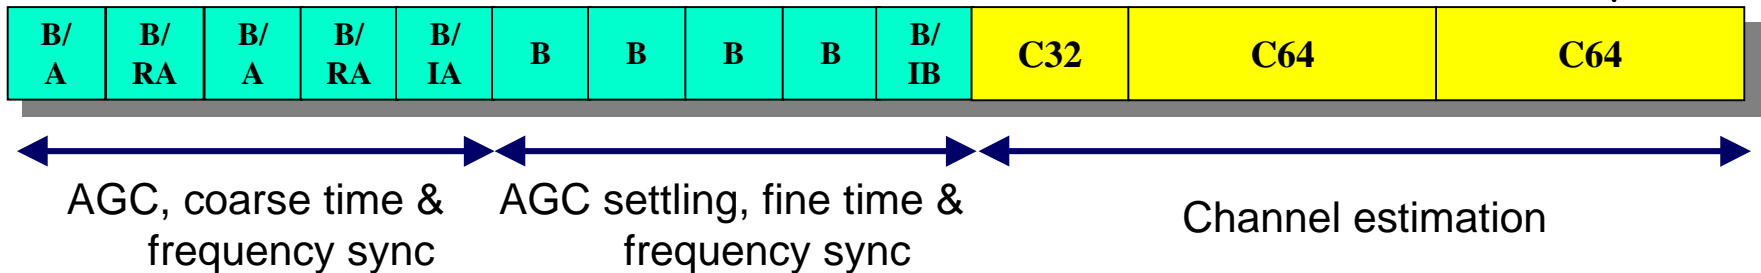 B/ B/ B/ B/ B/ B B B B B/ C32 C64 C64
A RA A RA IA IB
AGC, coarse time & AGC settling, fine time & Channel estimation
frequency sync frequency sync